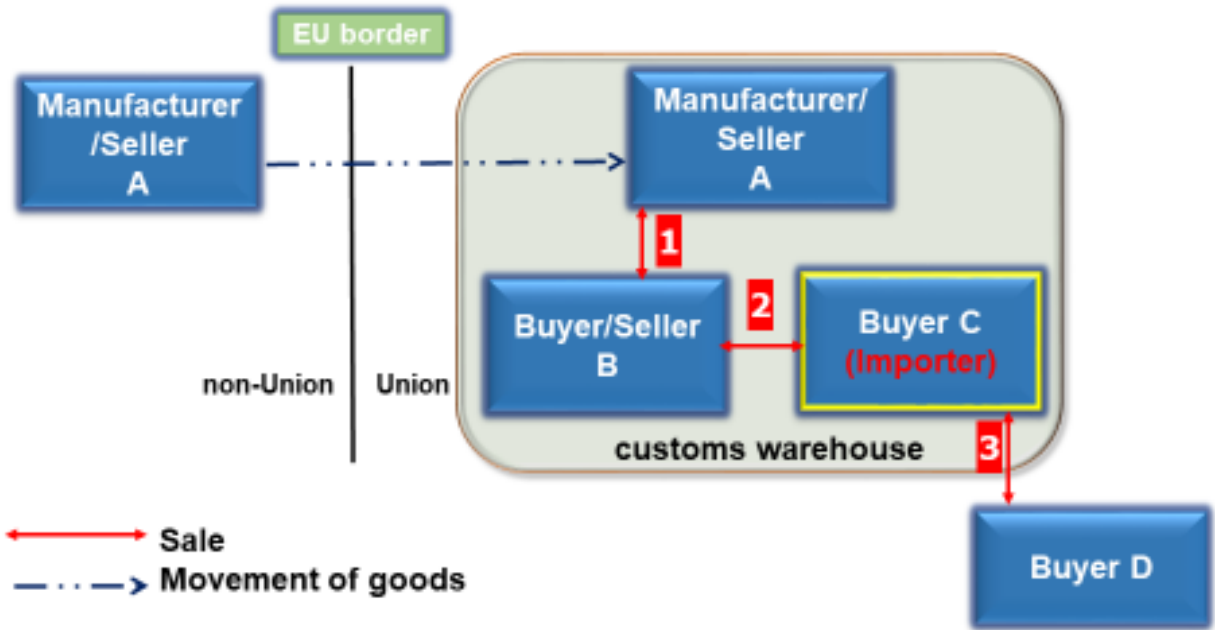 EU border
Manufacturer
/Seller
A
Manufacturer/
Seller
A
1
Buyer/Seller
B
2
Buyer C
(Importer)
non-Union
Union
customs warehouse
3
Sale
Movement of goods
Buyer D